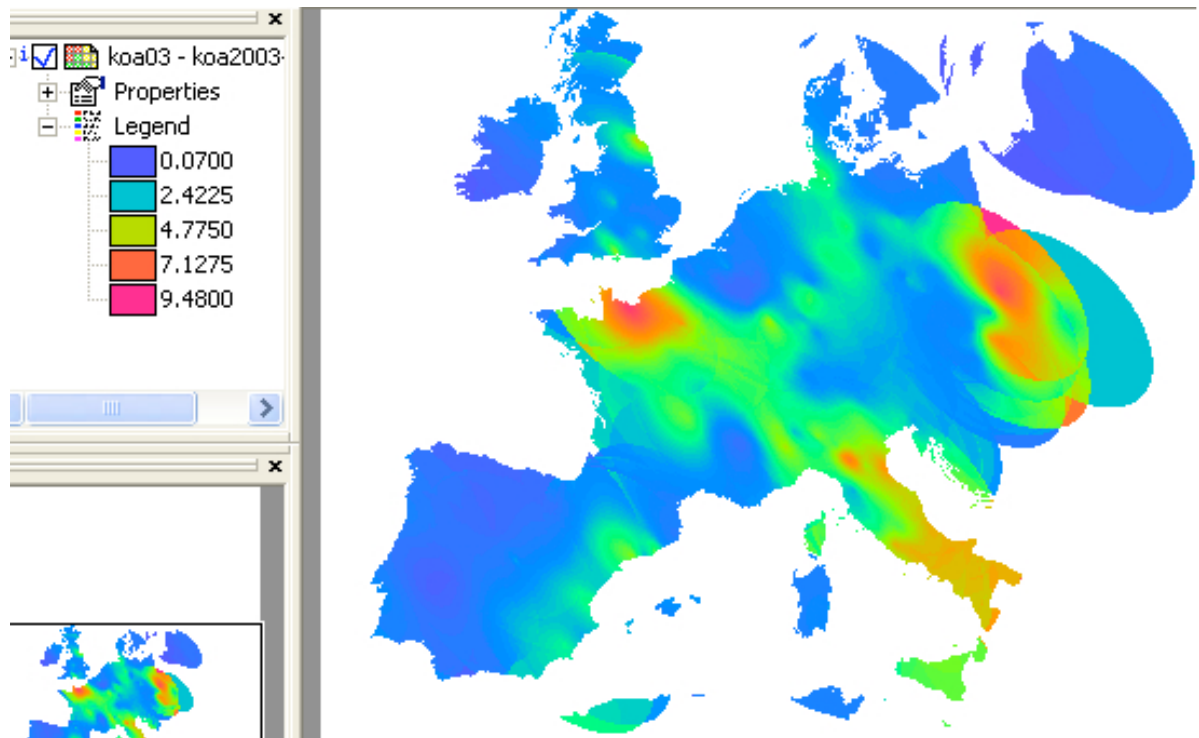 koa03 - koa2003-
Properties
Legend
0.0700
2.4225
4.7750
7.1275
9.4800